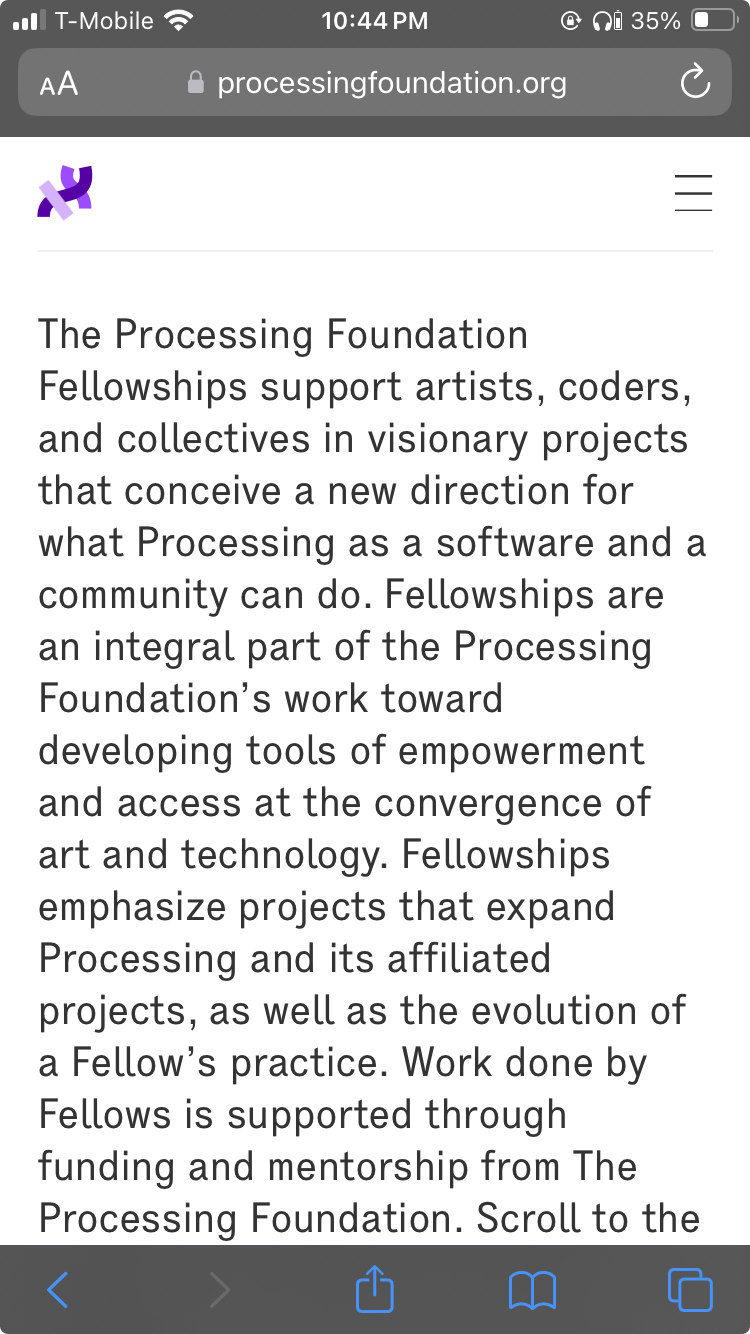 T-Mobile 10:44 PM 35%
AA processingfoundation.org
The Processing Foundation
Fellowships support artists, coders,
and collectives in visionary projects
that conceive a new direction for
what Processing as a software and a
community can do. Fellowships are
an integral part of the Processing
Foundation’s work toward
developing tools of empowerment
and access at the convergence of
art and technology. Fellowships
emphasize projects that expand
Processing and its affiliated
projects, as well as the evolution of
a Fellow’s practice. Work done by
Fellows is supported through
funding and mentorship from The
Processing Foundation. Scroll to the